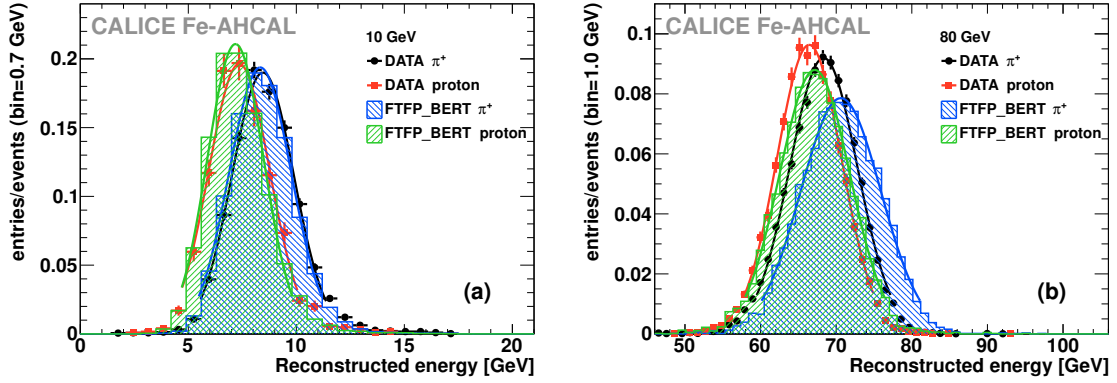 CALICE Fe-AHCAL
10 GeV
DATA π⁺
DATA proton
FTFP_BERT π⁺
FTFP_BERT proton
entries/events (bin=0.7 GeV)
0.2
0.15
0.1
0.05
0
(a)
0 5 10 15 20
Reconstructed energy [GeV]
CALICE Fe-AHCAL
80 GeV
DATA π⁺
DATA proton
FTFP_BERT π⁺
FTFP_BERT proton
entries/events (bin=1.0 GeV)
0.1
0.08
0.06
0.04
0.02
0
(b)
50 60 70 80 90 100
Reconstructed energy [GeV]